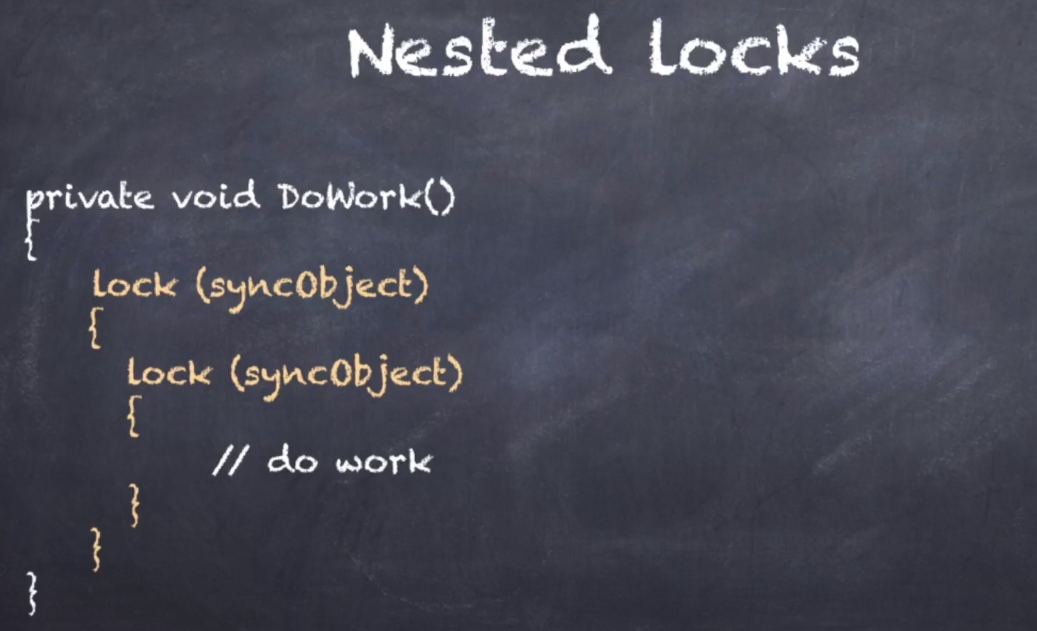 Nested locks
private void DoWork()
{
lock (syncObject)
{
lock (syncObject)
{
// do work
}
}
}